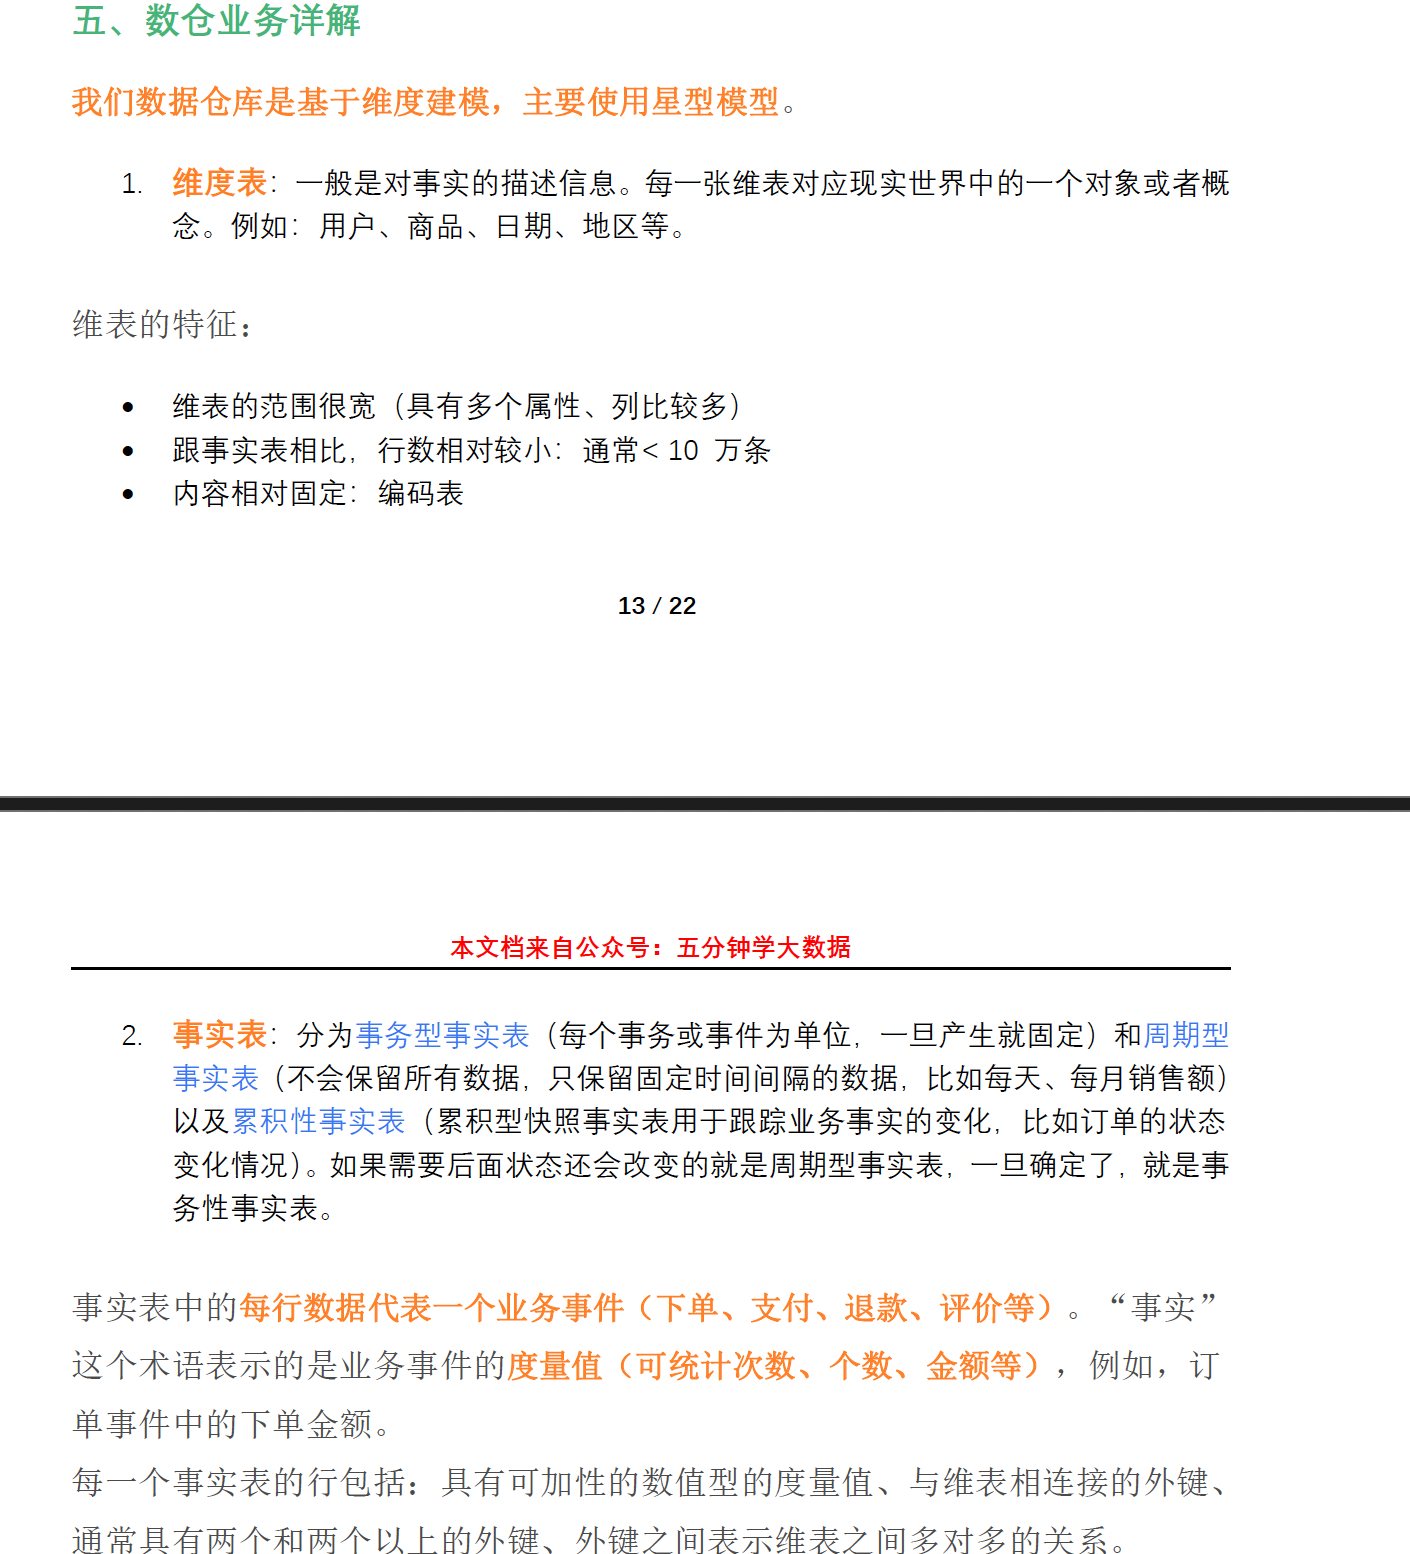 五、数仓业务详解
我们数据仓库是基于维度建模，主要使用星型模型。
1. 维度表：一般是对事实的描述信息。每一张维表对应现实世界中的一个对象或者概
念。例如：用户、商品、日期、地区等。
维表的特征：
• 维表的范围很宽（具有多个属性、列比较多）
• 跟事实表相比，行数相对较小：通常< 10 万条
• 内容相对固定：编码表
13 / 22
本文档来自公众号：五分钟学大数据
2. 事实表：分为事务型事实表（每个事务或事件为单位，一旦产生就固定）和周期型
事实表（不会保留所有数据，只保留固定时间间隔的数据，比如每天、每月销售额）
以及累积性事实表（累积型快照事实表用于跟踪业务事实的变化，比如订单的状态
变化情况）。如果需要后面状态还会改变的就是周期型事实表，一旦确定了，就是事
务性事实表。
事实表中的每行数据代表一个业务事件（下单、支付、退款、评价等）。“事实”
这个术语表示的是业务事件的度量值（可统计次数、个数、金额等），例如，订
单事件中的下单金额。
每一个事实表的行包括：具有可加性的数值型的度量值、与维表相连接的外键、
通常具有两个和两个以上的外键、外键之间表示维表之间多对多的关系。